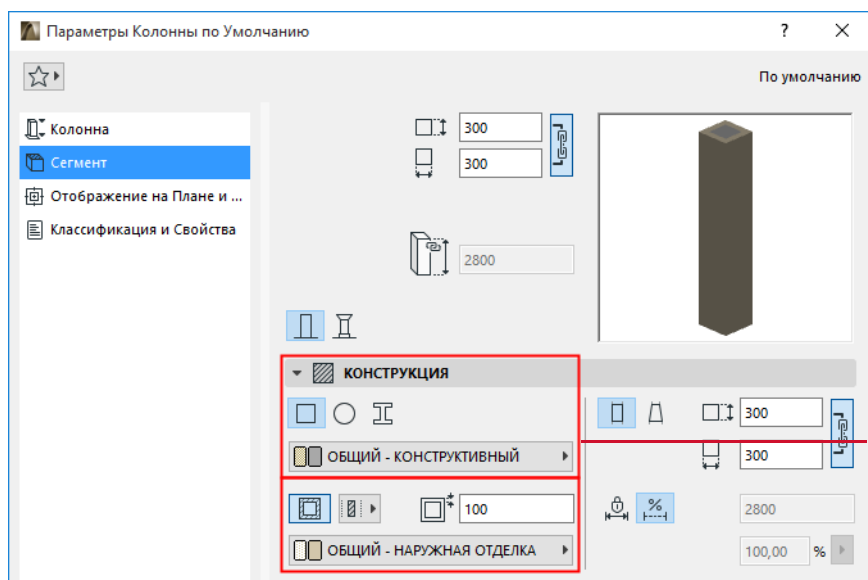 Параметры Колонны по Умолчанию
?
По умолчанию
Колонна
Сегмент
Отображение на Плане и ...
Классификация и Свойства
300
300
2800
КОНСТРУКЦИЯ
300
ОБЩИЙ - КОНСТРУКТИВНЫЙ
300
100
%
2800
ОБЩИЙ - НАРУЖНАЯ ОТДЕЛКА
100,00 %